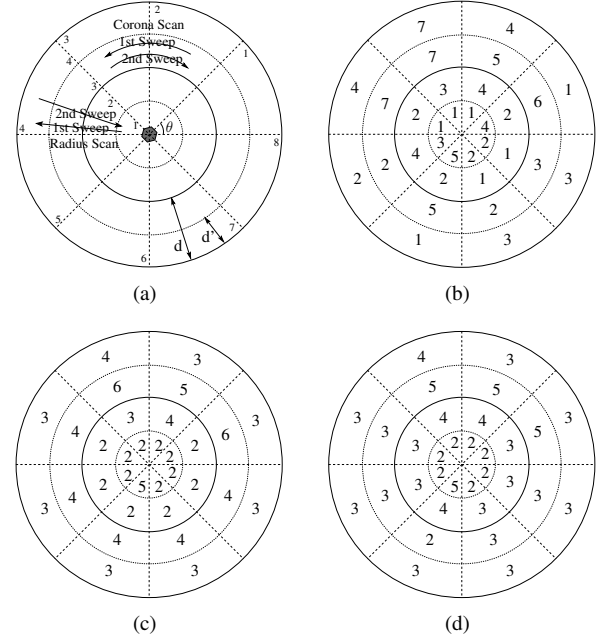 2
Corona Scan
3
1st Sweep
1
4
2nd Sweep
3
2
2nd Sweep
r
θ
4
1st Sweep
8
Radius Scan
5
7
d'
d
6
(a)
7 4
7 5
4 1
3 4
7 6
2 1 1 2
1 4
3 2
4 5 2 1
2 2 3 3
2 1
5 2
1 3
(b)
4 3
6 5
3 3
3 4
4 6
2 2 2 2
2 2
2 2
2 5 2 2
3 4 4 3
2 2
4 4
3 3
(c)
4 3
5 5
3 3
4 4
3 5
3 2 2 3
2 2
2 2
3 5 2 3
3 3 3 3
4 3
2 3
3 3
(d)